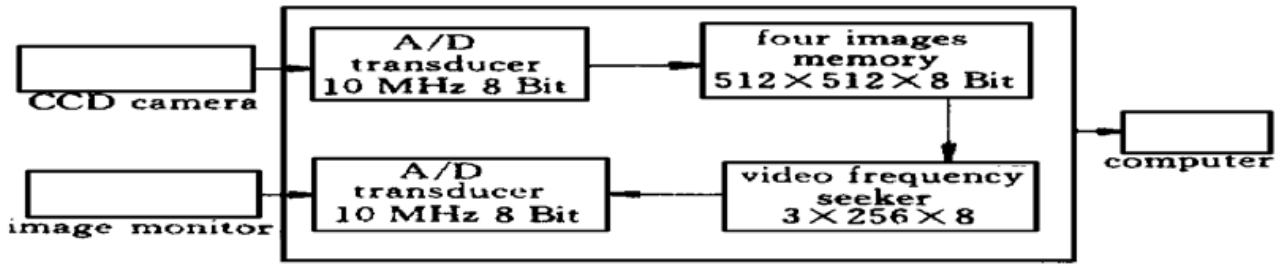 A/D
transducer
10 MHz 8 Bit
four images
memory
512×512×8 Bit
CCD camera
computer
A/D
transducer
10 MHz 8 Bit
video frequency
seeker
3×256×8
image monitor